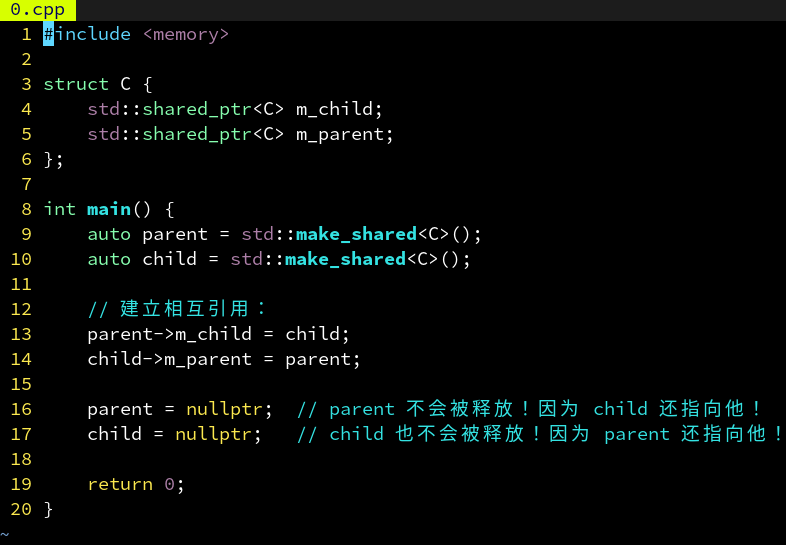 0.cpp
1 #include <memory>
2
3 struct C {
4     std::shared_ptr<C> m_child;
5     std::shared_ptr<C> m_parent;
6 };
7
8 int main() {
9     auto parent = std::make_shared<C>();
10     auto child = std::make_shared<C>();
11
12     // 建立相互引用：
13     parent->m_child = child;
14     child->m_parent = parent;
15
16     parent = nullptr;  // parent 不会被释放！因为 child 还指向他！
17     child = nullptr;   // child 也不会被释放！因为 parent 还指向他！
18
19     return 0;
20 }
~